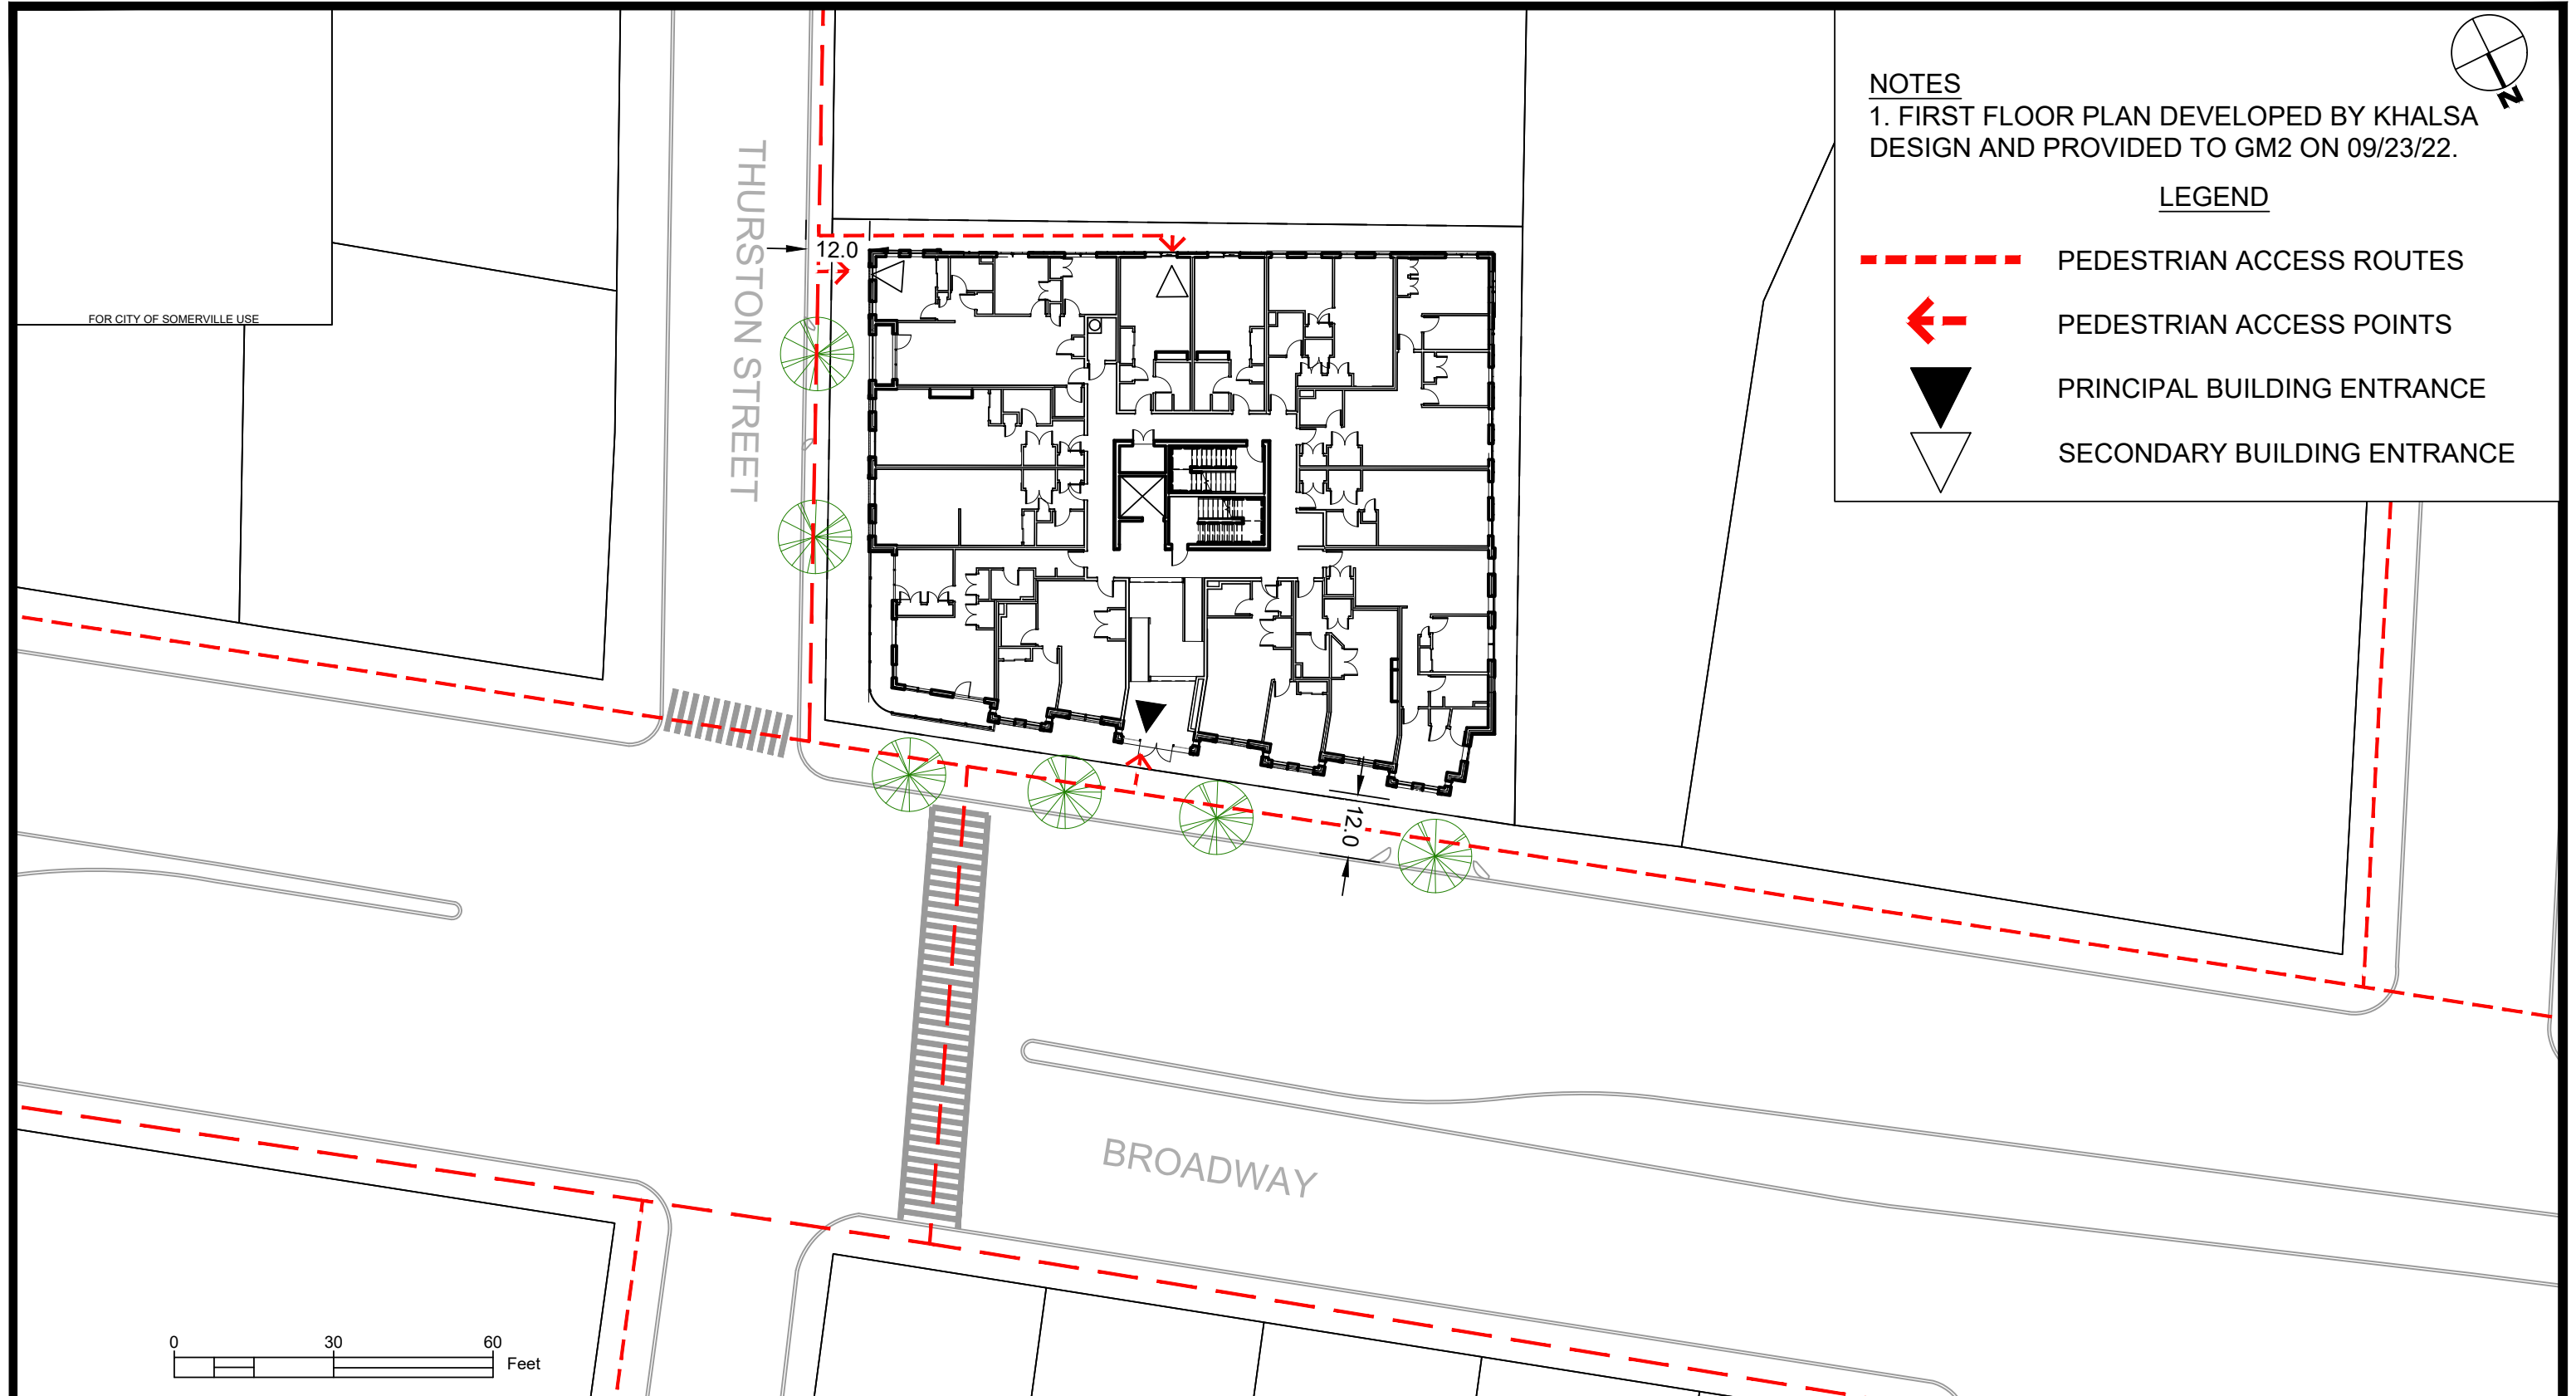 N
NOTES
1. FIRST FLOOR PLAN DEVELOPED BY KHALSA
DESIGN AND PROVIDED TO GM2 ON 09/23/22.
LEGEND
PEDESTRIAN ACCESS ROUTES
PEDESTRIAN ACCESS POINTS
PRINCIPAL BUILDING ENTRANCE
SECONDARY BUILDING ENTRANCE
THURSTON STREET
12.0
FOR CITY OF SOMERVILLE USE
12.0
BROADWAY
0 30 60
Feet